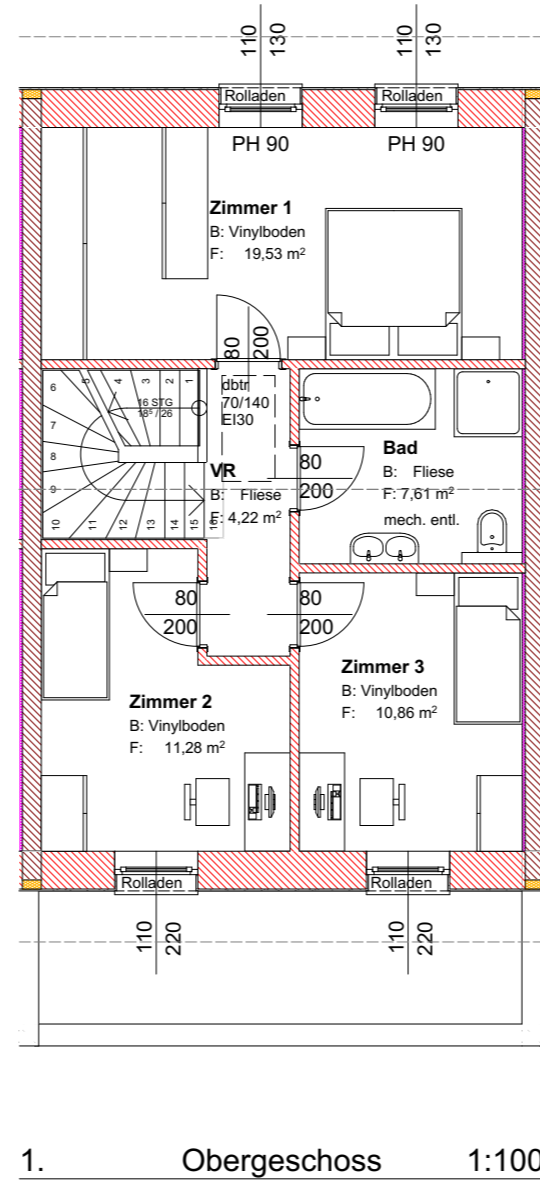 110
130
110
130
Rolladen
Rolladen
PH 90
PH 90
Zimmer 1
B: Vinylboden
F: 19,53 m²
80
200
6
5
4
3
2
1
16 STG
18⁵ / 26
7
8
9
10
11
12
13
14
15
16
dbtr
70/140
EI30
VR
B: Fliese
F: 4,22 m²
80
200
Bad
B: Fliese
F: 7,61 m²
mech. entl.
80
200
80
200
Zimmer 2
B: Vinylboden
F: 11,28 m²
Zimmer 3
B: Vinylboden
F: 10,86 m²
Rolladen
Rolladen
110
220
110
220
1. Obergeschoss 1:100